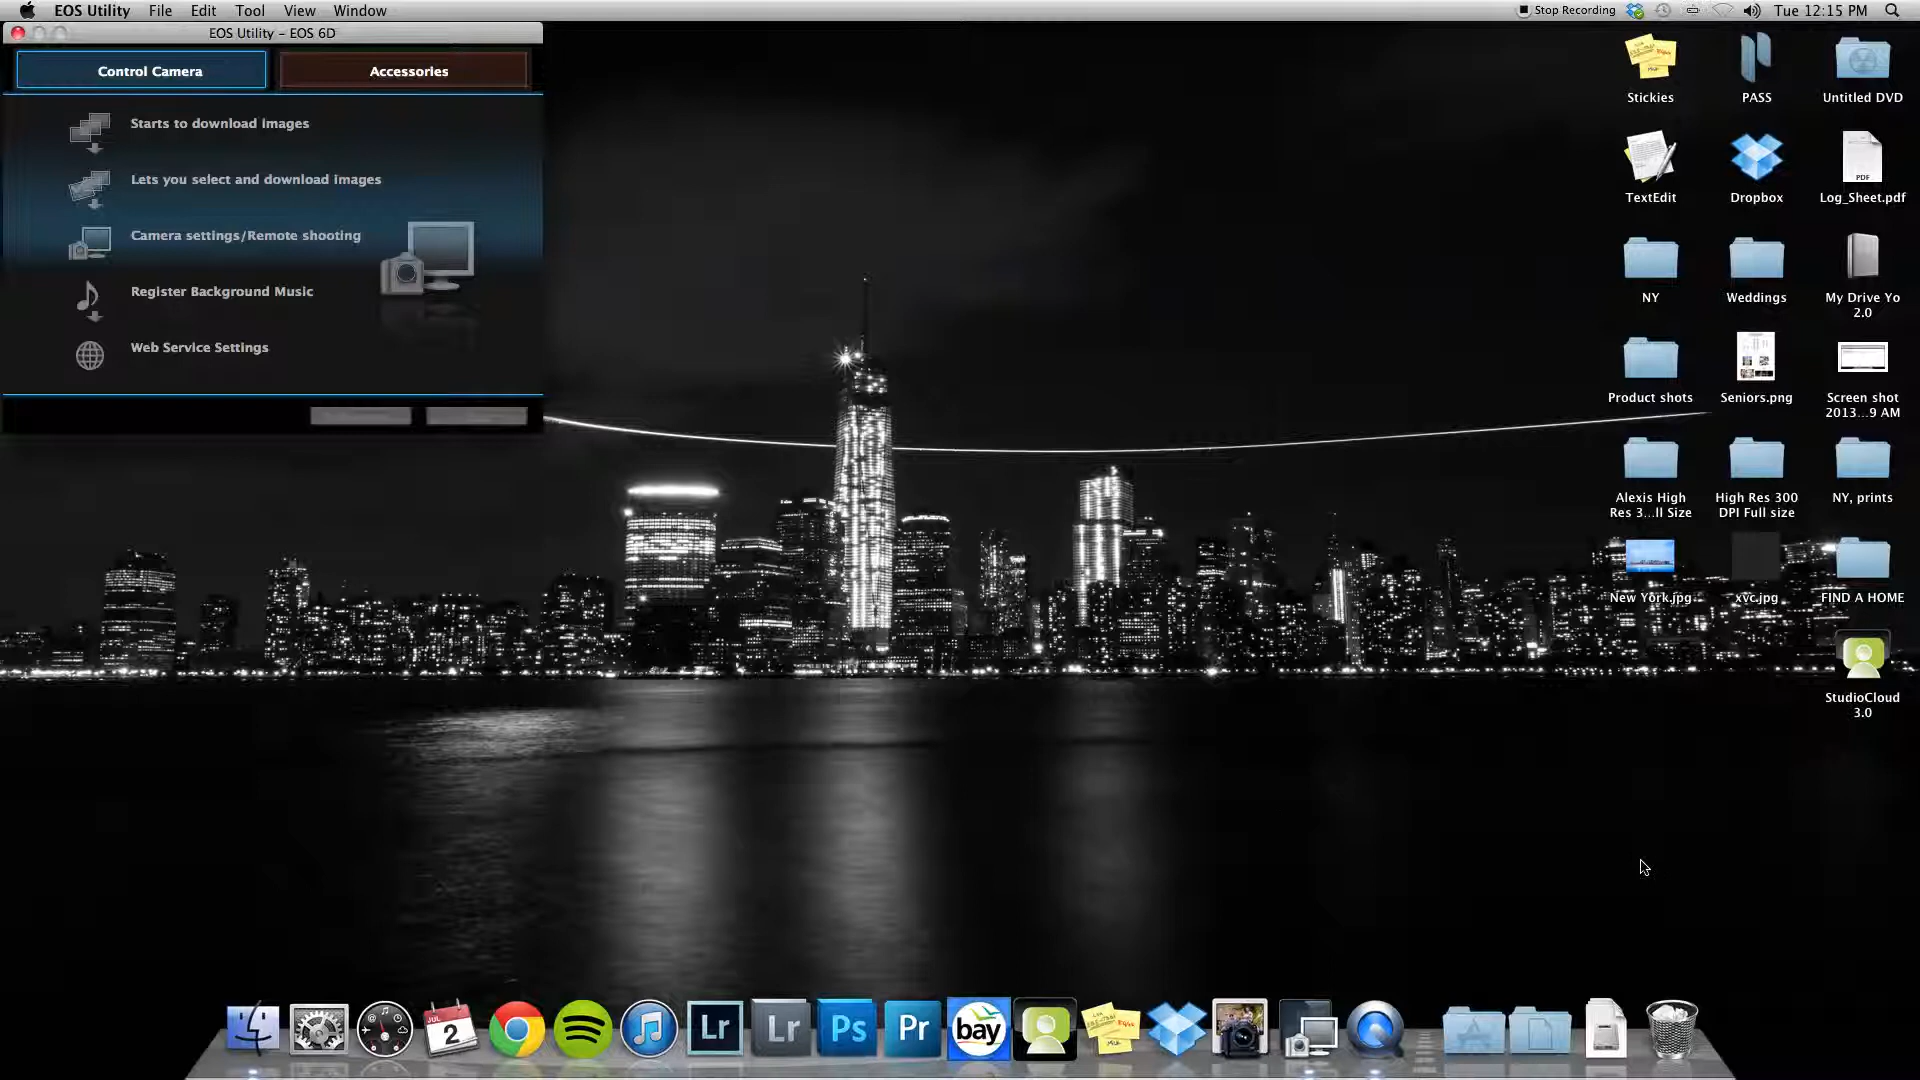 EOS Utility File Edit Tool View Window
Stop Recording Tue 12:15 PM
EOS Utility - EOS 6D
Control Camera Accessories
Starts to download images
Lets you select and download images
Camera settings/Remote shooting
Register Background Music
Web Service Settings
Stickies PASS Untitled DVD
PDF
TextEdit Dropbox Log_Sheet.pdf
NY Weddings My Drive Yo
2.0
Product shots Seniors.png Screen shot
2013...9 AM
Alexis High
Res 3...ll Size
High Res 300
DPI Full size
NY, prints
New York.jpg xvc.jpg FIND A HOME
StudioCloud
3.0
JUL
2
Lr
Lr
Ps
Pr
bay